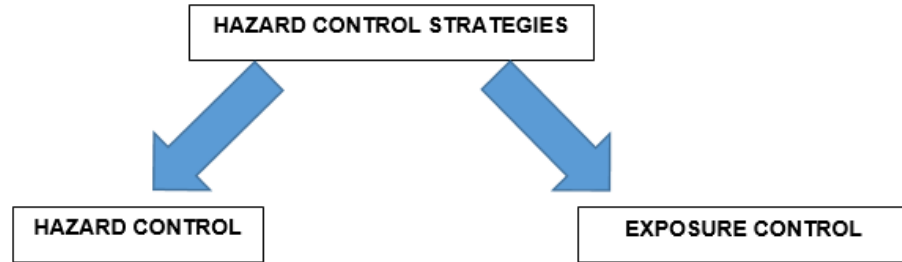 HAZARD CONTROL STRATEGIES
HAZARD CONTROL
EXPOSURE CONTROL